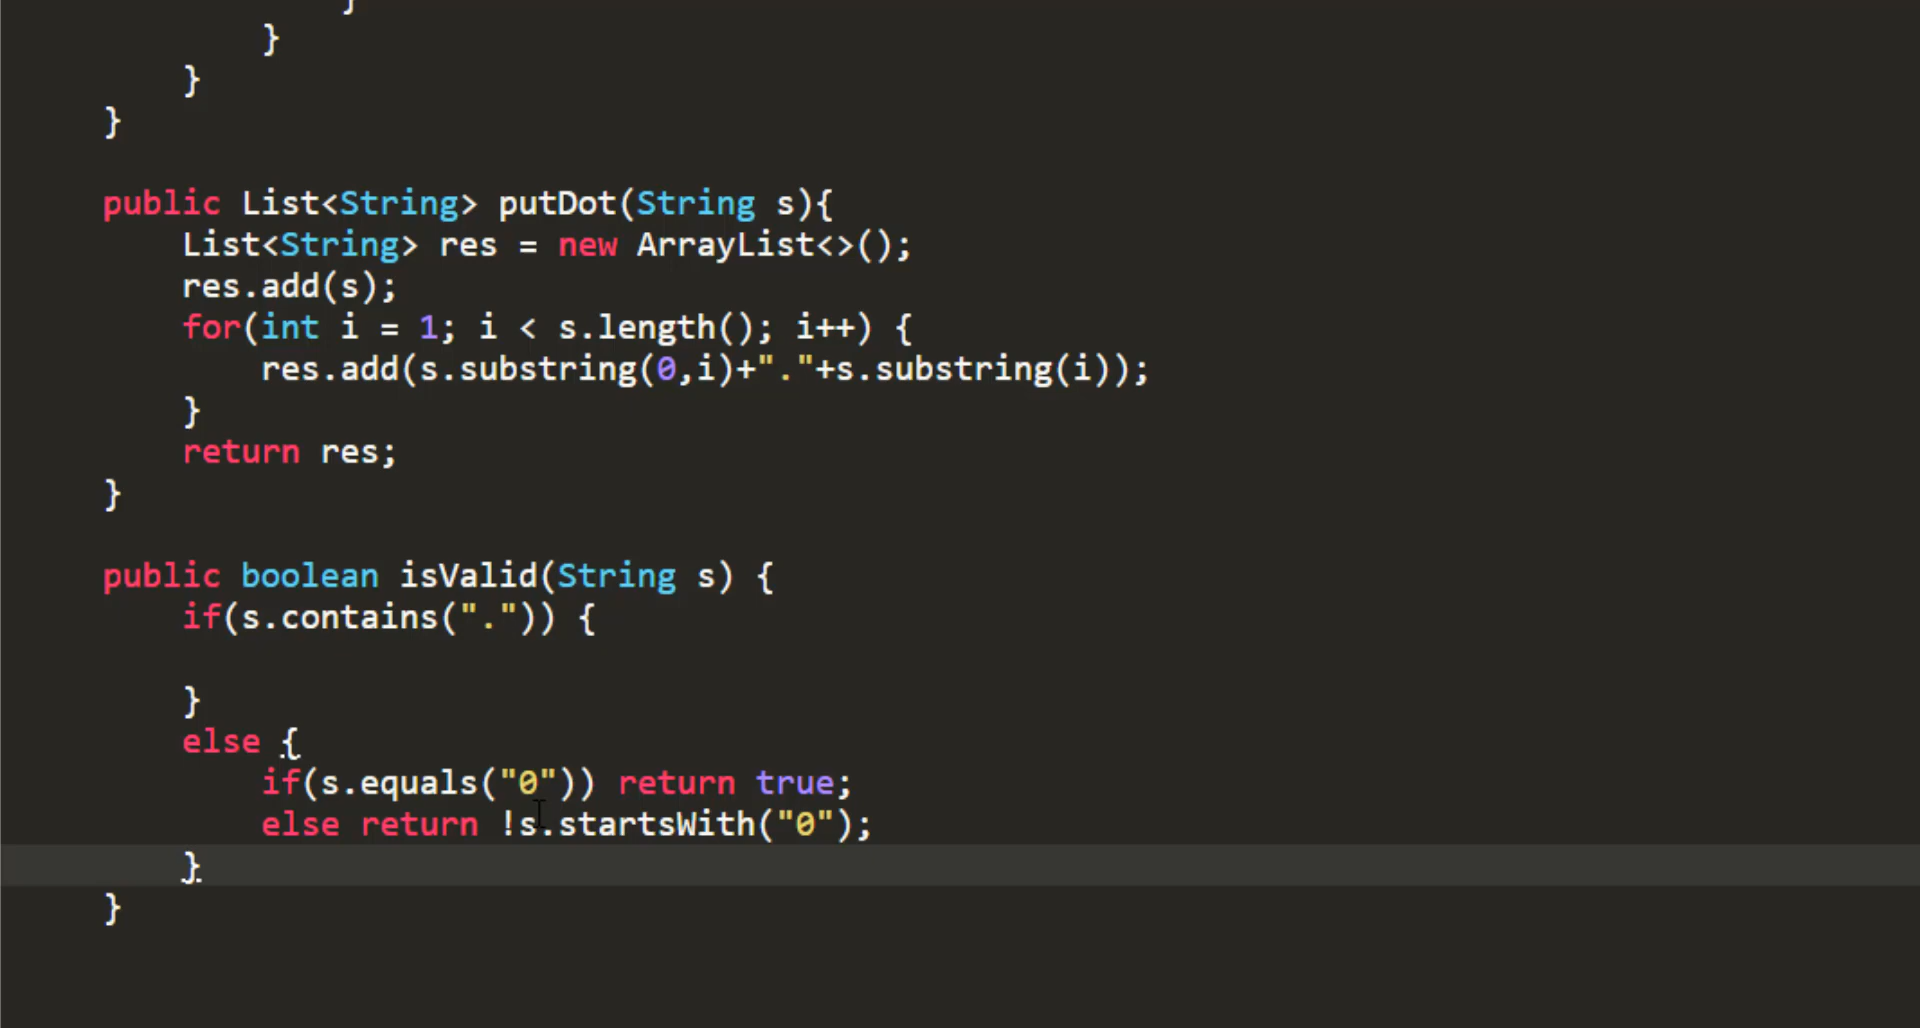 }
}
}
}
public List<String> putDot(String s){
List<String> res = new ArrayList<>();
res.add(s);
for(int i = 1; i < s.length(); i++) {
res.add(s.substring(0,i)+"."+s.substring(i));
}
return res;
}
public boolean isValid(String s) {
if(s.contains(".")) {
}
else {
if(s.equals("0")) return true;
else return !s.startsWith("0");
}
}